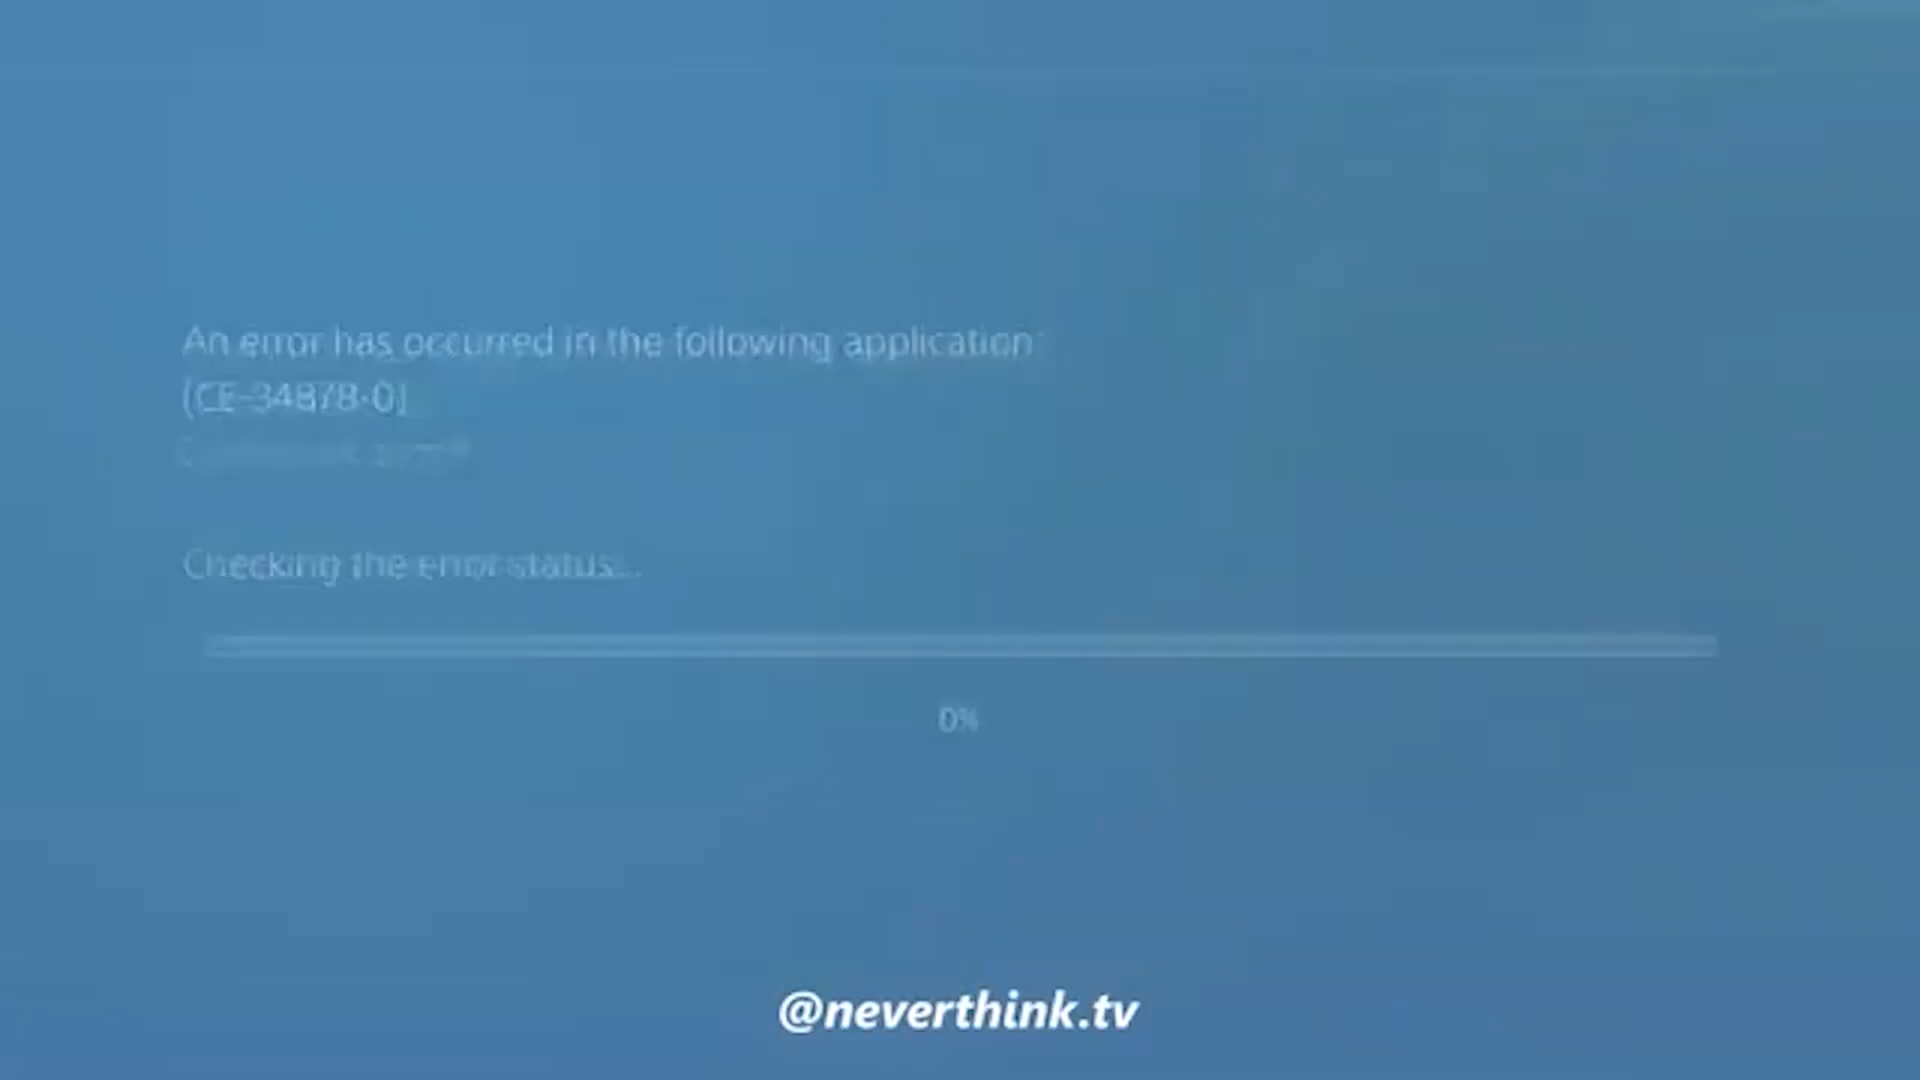 An error has occurred in the following application:
(CE-34878-0)
Checking the error status...
0%
@neverthink.tv